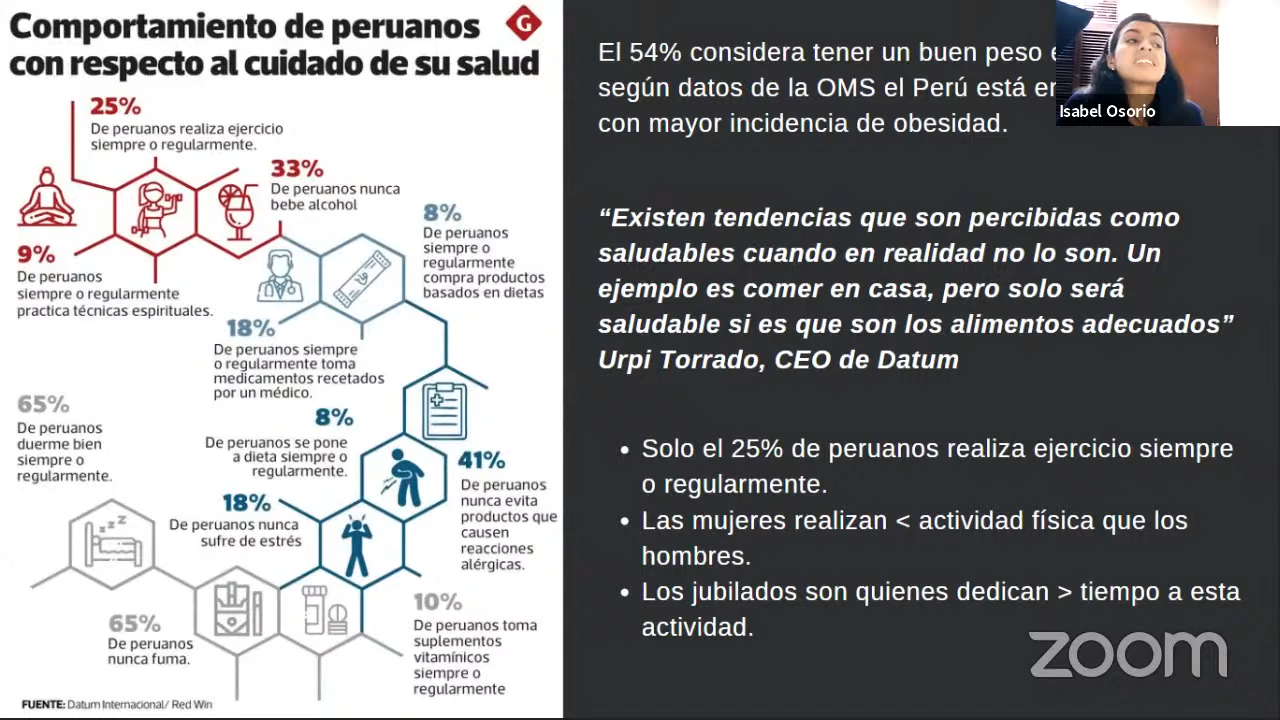 Comportamiento de peruanos
con respecto al cuidado de su salud
G
25%
De peruanos realiza ejercicio
siempre o regularmente.
33%
De peruanos nunca
bebe alcohol
9%
De peruanos
siempre o regularmente
practica técnicas espirituales.
8%
De peruanos
siempre o
regularmente
compra productos
basados en dietas
18%
De peruanos siempre
o regularmente toma
medicamentos recetados
por un médico.
65%
De peruanos
duerme bien
siempre o
regularmente.
8%
De peruanos se pone
a dieta siempre o
regularmente.
41%
De peruanos
nunca evita
productos que
causen
reacciones
alérgicas.
18%
De peruanos nunca
sufre de estrés
65%
De peruanos
nunca fuma.
10%
De peruanos toma
suplementos
vitamínicos
siempre o
regularmente
FUENTE: Datum Internacional/ Red Win
El 54% considera tener un buen peso
según datos de la OMS el Perú está
con mayor incidencia de obesidad.
Isabel Osorio
“Existen tendencias que son percibidas como
saludables cuando en realidad no lo son. Un
ejemplo es comer en casa, pero solo será
saludable si es que son los alimentos adecuados”
Urpi Torrado, CEO de Datum
• Solo el 25% de peruanos realiza ejercicio siempre
o regularmente.
• Las mujeres realizan < actividad física que los
hombres.
• Los jubilados son quienes dedican > tiempo a esta
actividad.
zoom